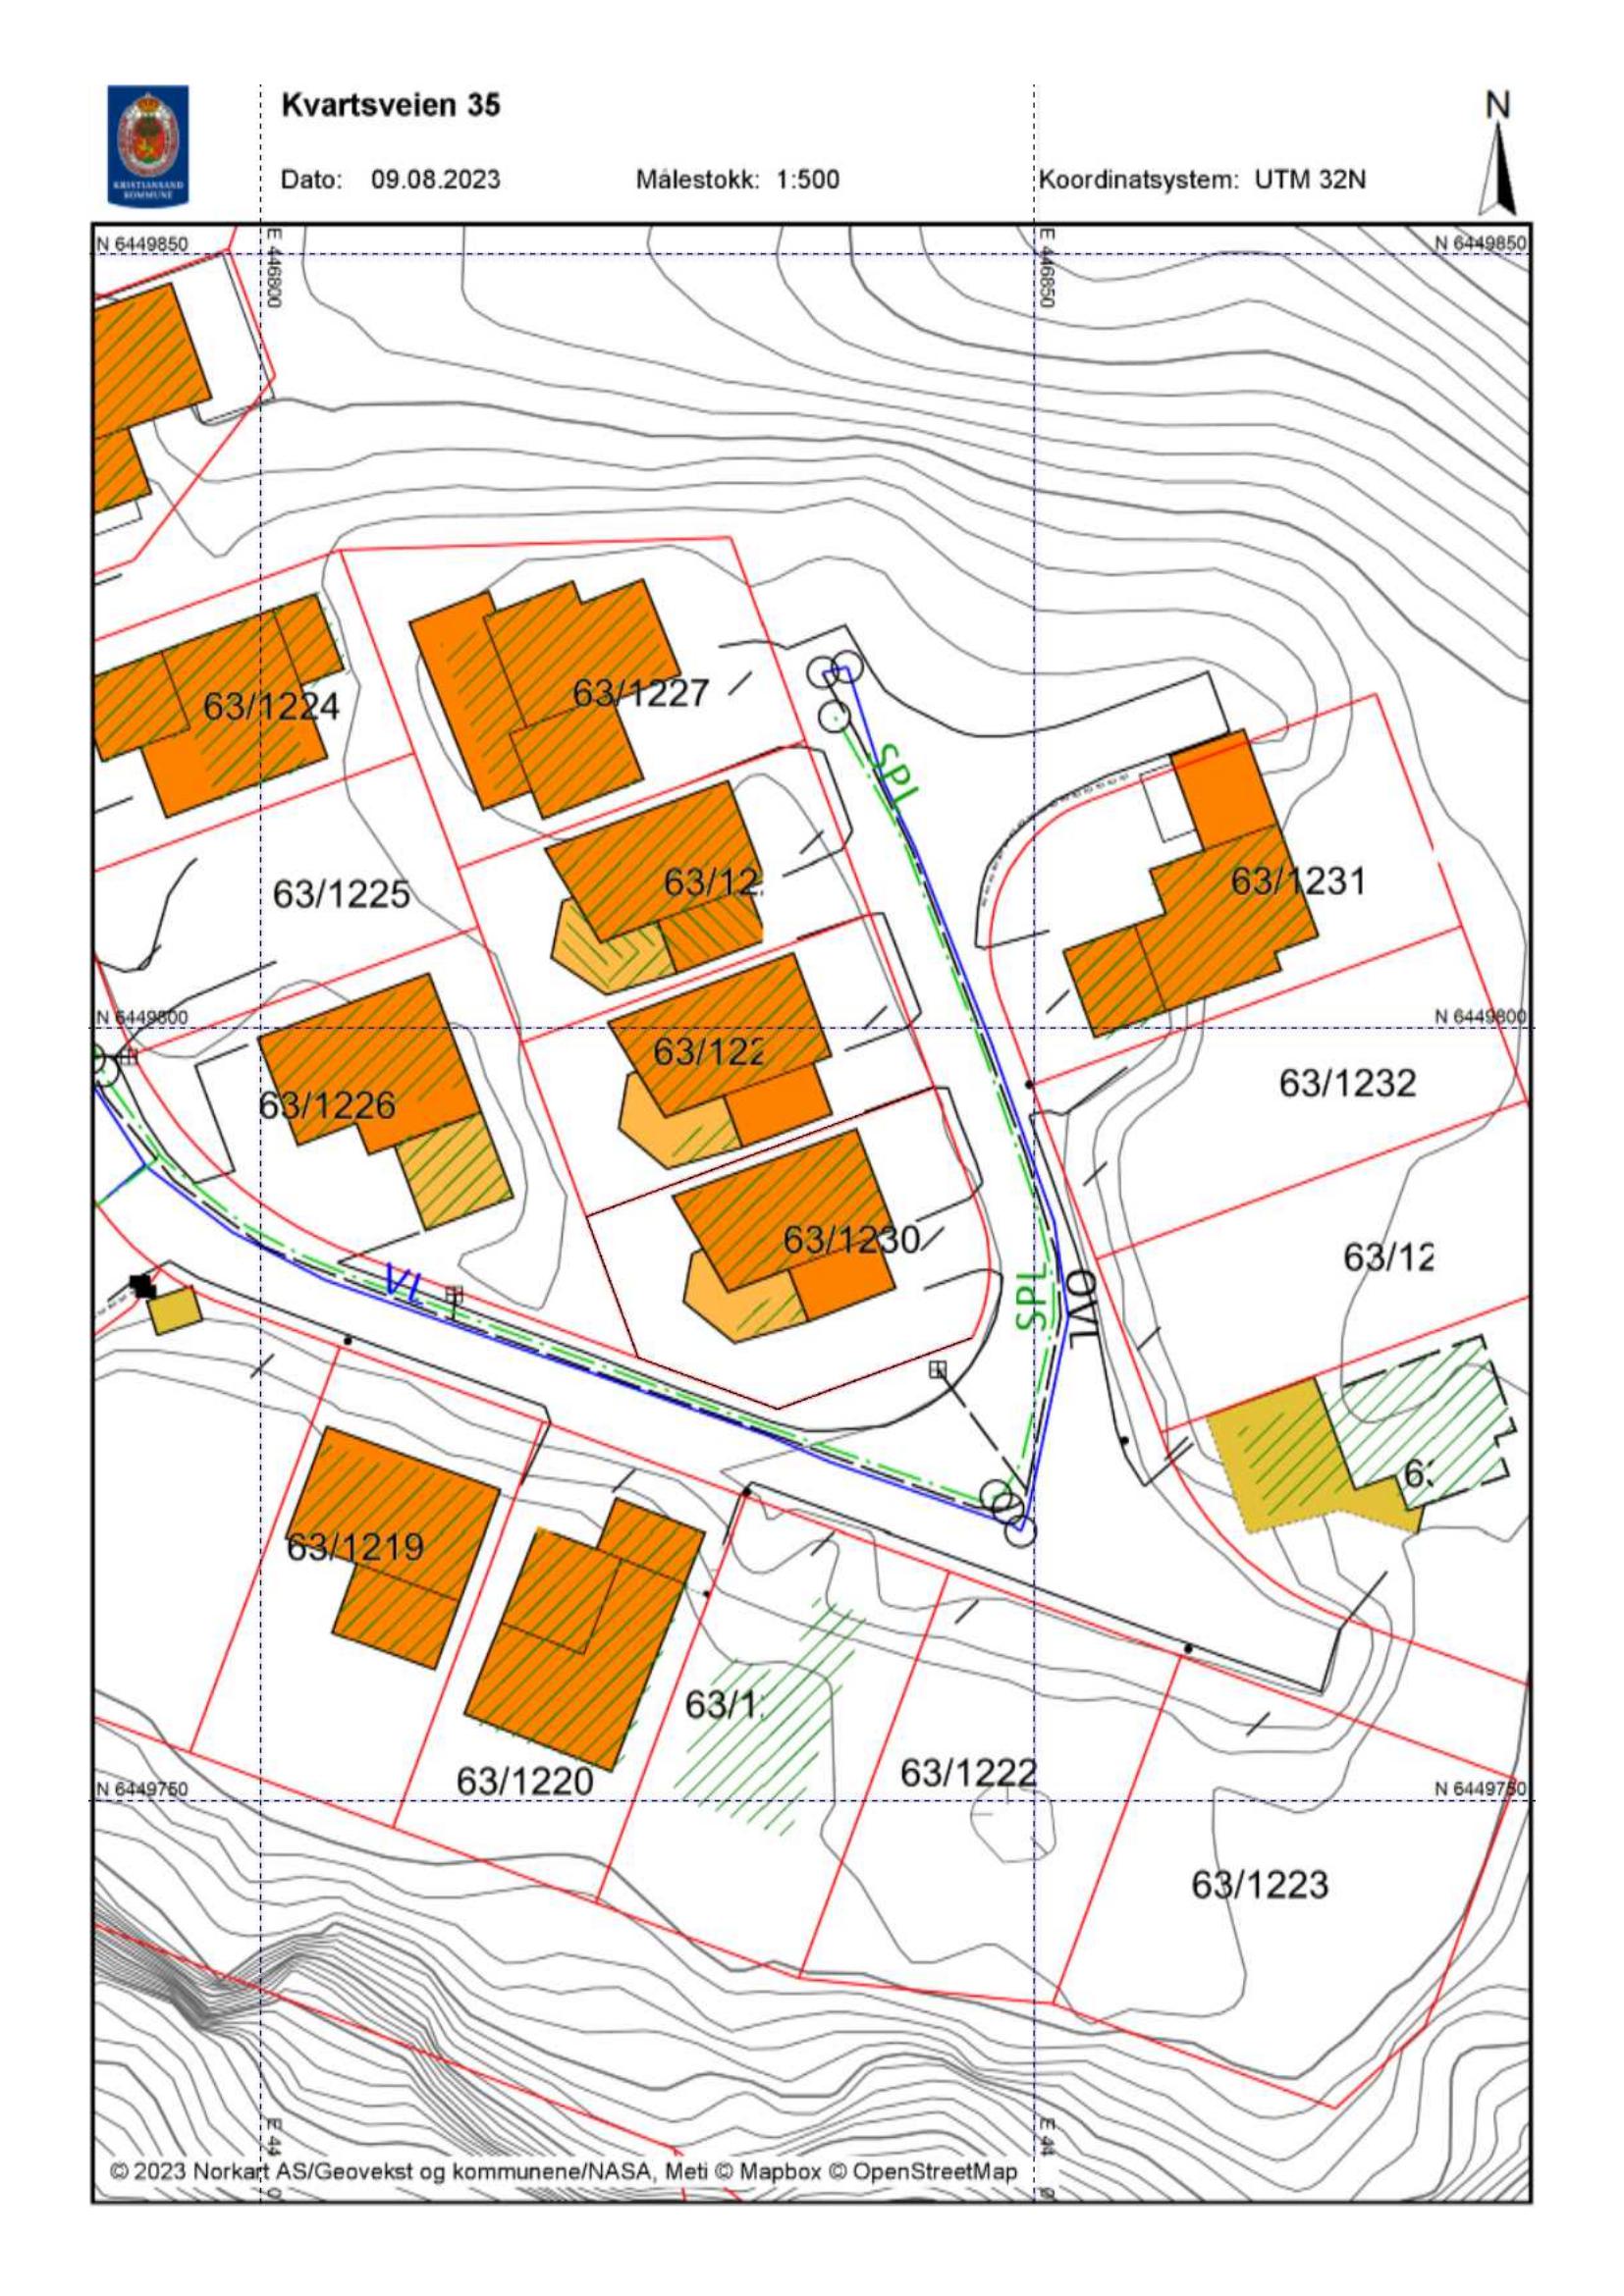 KRISTIANSAND
KOMMUNE
Kvartsveien 35
N
Dato: 09.08.2023 Målestokk: 1:500 Koordinatsystem: UTM 32N
N 6449850 E 446800 E 446850 N 6449850
63/1224 63/1227
SPL
63/1225 63/12 63/1231
N 6449800 N 6449800
63/122
63/1226 63/1232
63/1230 63/12
VL SPL OVL
63/1219 63
63/1
63/1220 63/1222
N 6449750 N 6449750
63/1223
E 44 E 44
© 2023 Norkart AS/Geovekst og kommunene/NASA, Meti © Mapbox © OpenStreetMap